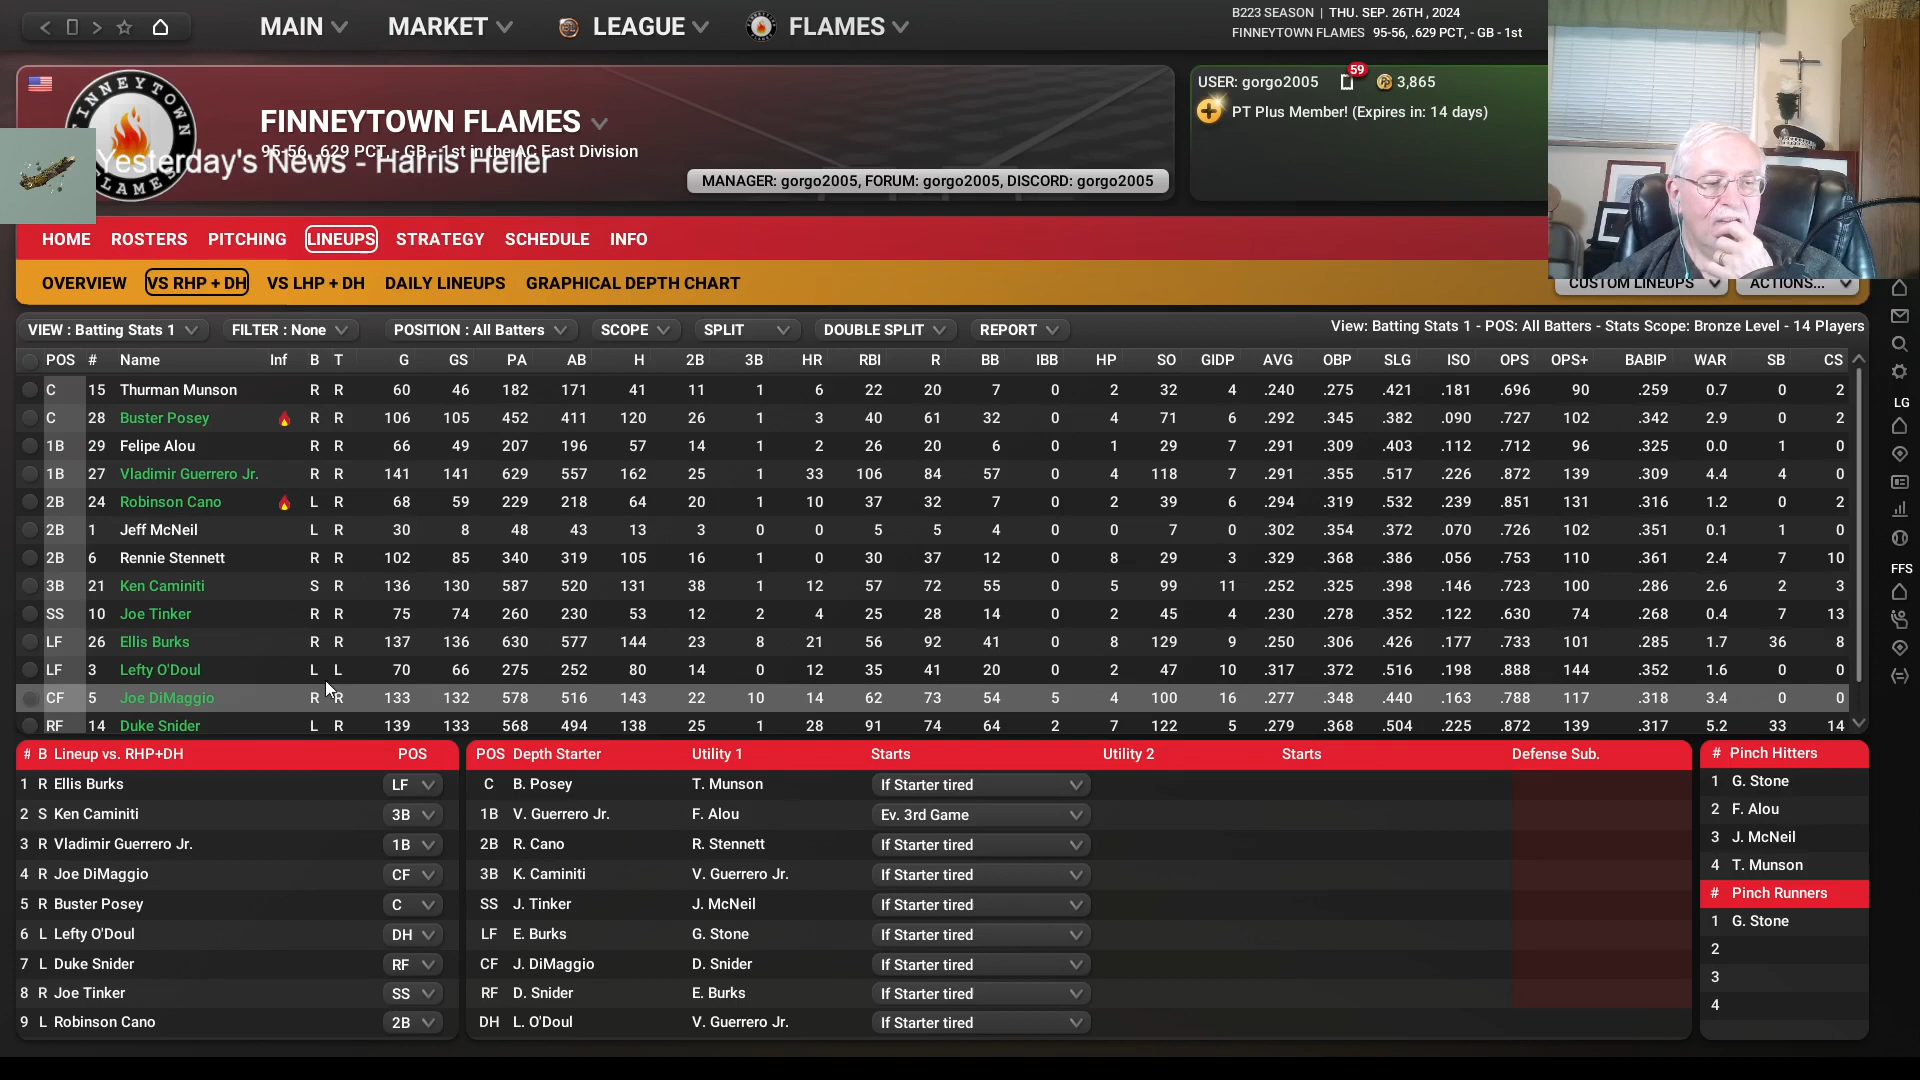 MAIN MARKET LEAGUE FLAMES
B223 SEASON | THU. SEP. 26TH , 2024
FINNEYTOWN FLAMES 95-56, .629 PCT, - GB - 1st
FINNEYTOWN FLAMES
FINNEYTOWN FLAMES
95-56, .629 PCT, - GB - 1st in the AC East Division
Yesterday's News - Harris Heller
MANAGER: gorgo2005, FORUM: gorgo2005, DISCORD: gorgo2005
USER: gorgo2005 59 3,865
PT Plus Member! (Expires in: 14 days)
HOME ROSTERS PITCHING LINEUPS STRATEGY SCHEDULE INFO
OVERVIEW VS RHP + DH VS LHP + DH DAILY LINEUPS GRAPHICAL DEPTH CHART CUSTOM LINEUPS ACTIONS...
VIEW : Batting Stats 1 FILTER : None POSITION : All Batters SCOPE SPLIT DOUBLE SPLIT REPORT View: Batting Stats 1 - POS: All Batters - Stats Scope: Bronze Level - 14 Players
POS # Name Inf B T G GS PA AB H 2B 3B HR RBI R BB IBB HP SO GIDP AVG OBP SLG ISO OPS OPS+ BABIP WAR SB CS
C 15 Thurman Munson R R 60 46 182 171 41 11 1 6 22 20 7 0 2 32 4 .240 .275 .421 .181 .696 90 .259 0.7 0 2
C 28 Buster Posey R R 106 105 452 411 120 26 1 3 40 61 32 0 4 71 6 .292 .345 .382 .090 .727 102 .342 2.9 0 2
1B 29 Felipe Alou R R 66 49 207 196 57 14 1 2 26 20 6 0 1 29 7 .291 .309 .403 .112 .712 96 .325 0.0 1 0
1B 27 Vladimir Guerrero Jr. R R 141 141 629 557 162 25 1 33 106 84 57 0 4 118 7 .291 .355 .517 .226 .872 139 .309 4.4 4 0
2B 24 Robinson Cano L R 68 59 229 218 64 20 1 10 37 32 7 0 2 39 6 .294 .319 .532 .239 .851 131 .316 1.2 0 2
2B 1 Jeff McNeil L R 30 8 48 43 13 3 0 0 5 5 4 0 0 7 0 .302 .354 .372 .070 .726 102 .351 0.1 1 0
2B 6 Rennie Stennett R R 102 85 340 319 105 16 1 0 30 37 12 0 8 29 3 .329 .368 .386 .056 .753 110 .361 2.4 7 10
3B 21 Ken Caminiti S R 136 130 587 520 131 38 1 12 57 72 55 0 5 99 11 .252 .325 .398 .146 .723 100 .286 2.6 2 3
SS 10 Joe Tinker R R 75 74 260 230 53 12 2 4 25 28 14 0 2 45 4 .230 .278 .352 .122 .630 74 .268 0.4 7 13
LF 26 Ellis Burks R R 137 136 630 577 144 23 8 21 56 92 41 0 8 129 9 .250 .306 .426 .177 .733 101 .285 1.7 36 8
LF 3 Lefty O'Doul L L 70 66 275 252 80 14 0 12 35 41 20 0 2 47 10 .317 .372 .516 .198 .888 144 .352 1.6 0 0
CF 5 Joe DiMaggio R R 133 132 578 516 143 22 10 14 62 73 54 5 4 100 16 .277 .348 .440 .163 .788 117 .318 3.4 0 0
RF 14 Duke Snider L R 139 133 568 494 138 25 1 28 91 74 64 2 7 122 5 .279 .368 .504 .225 .872 139 .317 5.2 33 14
LG
FFS
# B Lineup vs. RHP+DH POS
1 R Ellis Burks LF
2 S Ken Caminiti 3B
3 R Vladimir Guerrero Jr. 1B
4 R Joe DiMaggio CF
5 R Buster Posey C
6 L Lefty O'Doul DH
7 L Duke Snider RF
8 R Joe Tinker SS
9 L Robinson Cano 2B
POS Depth Starter Utility 1 Starts Utility 2 Starts Defense Sub.
C B. Posey T. Munson If Starter tired
1B V. Guerrero Jr. F. Alou Ev. 3rd Game
2B R. Cano R. Stennett If Starter tired
3B K. Caminiti V. Guerrero Jr. If Starter tired
SS J. Tinker J. McNeil If Starter tired
LF E. Burks G. Stone If Starter tired
CF J. DiMaggio D. Snider If Starter tired
RF D. Snider E. Burks If Starter tired
DH L. O'Doul V. Guerrero Jr. If Starter tired
# Pinch Hitters
1 G. Stone
2 F. Alou
3 J. McNeil
4 T. Munson
# Pinch Runners
1 G. Stone
2
3
4